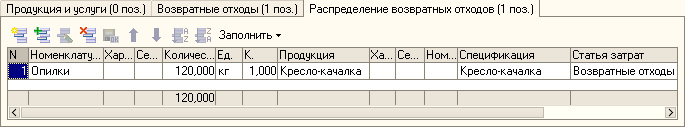 Продукция и услуги (0 поз.) Возвратные отходы (1 поз.) Распределение возвратных отходов (1 поз.)
Заполнить
N Номенклату... Хар... Се... Количес... Ед. К. Продукция Ха... Се... Ном... Спецификация Статья затрат
1 Опилки 120,000 кг 1,000 Кресло-качалка Кресло-качалка Возвратные отходы
120,000